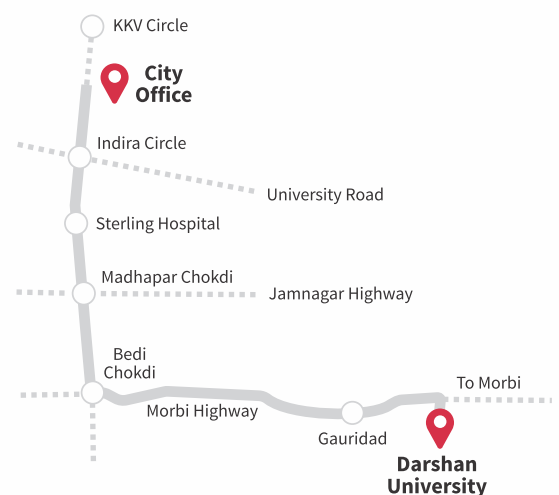 KKV Circle
City
Office
Indira Circle
University Road
Sterling Hospital
Madhapar Chokdi
Jamnagar Highway
Bedi
Chokdi
To Morbi
Morbi Highway
Gauridad
Darshan
University